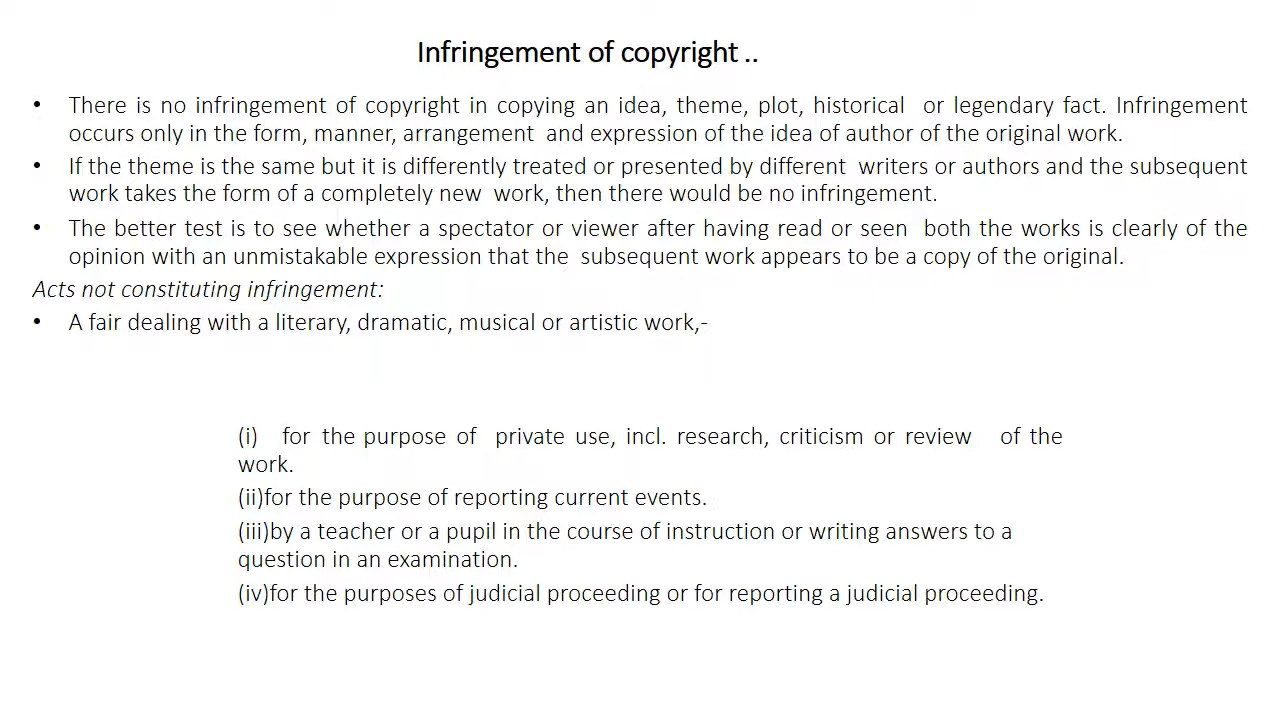 Infringement of copyright ..
• There is no infringement of copyright in copying an idea, theme, plot, historical or legendary fact. Infringement
occurs only in the form, manner, arrangement and expression of the idea of author of the original work.
• If the theme is the same but it is differently treated or presented by different writers or authors and the subsequent
work takes the form of a completely new work, then there would be no infringement.
• The better test is to see whether a spectator or viewer after having read or seen both the works is clearly of the
opinion with an unmistakable expression that the subsequent work appears to be a copy of the original.
Acts not constituting infringement:
• A fair dealing with a literary, dramatic, musical or artistic work,-
(i) for the purpose of private use, incl. research, criticism or review of the
work.
(ii)for the purpose of reporting current events.
(iii)by a teacher or a pupil in the course of instruction or writing answers to a
question in an examination.
(iv)for the purposes of judicial proceeding or for reporting a judicial proceeding.